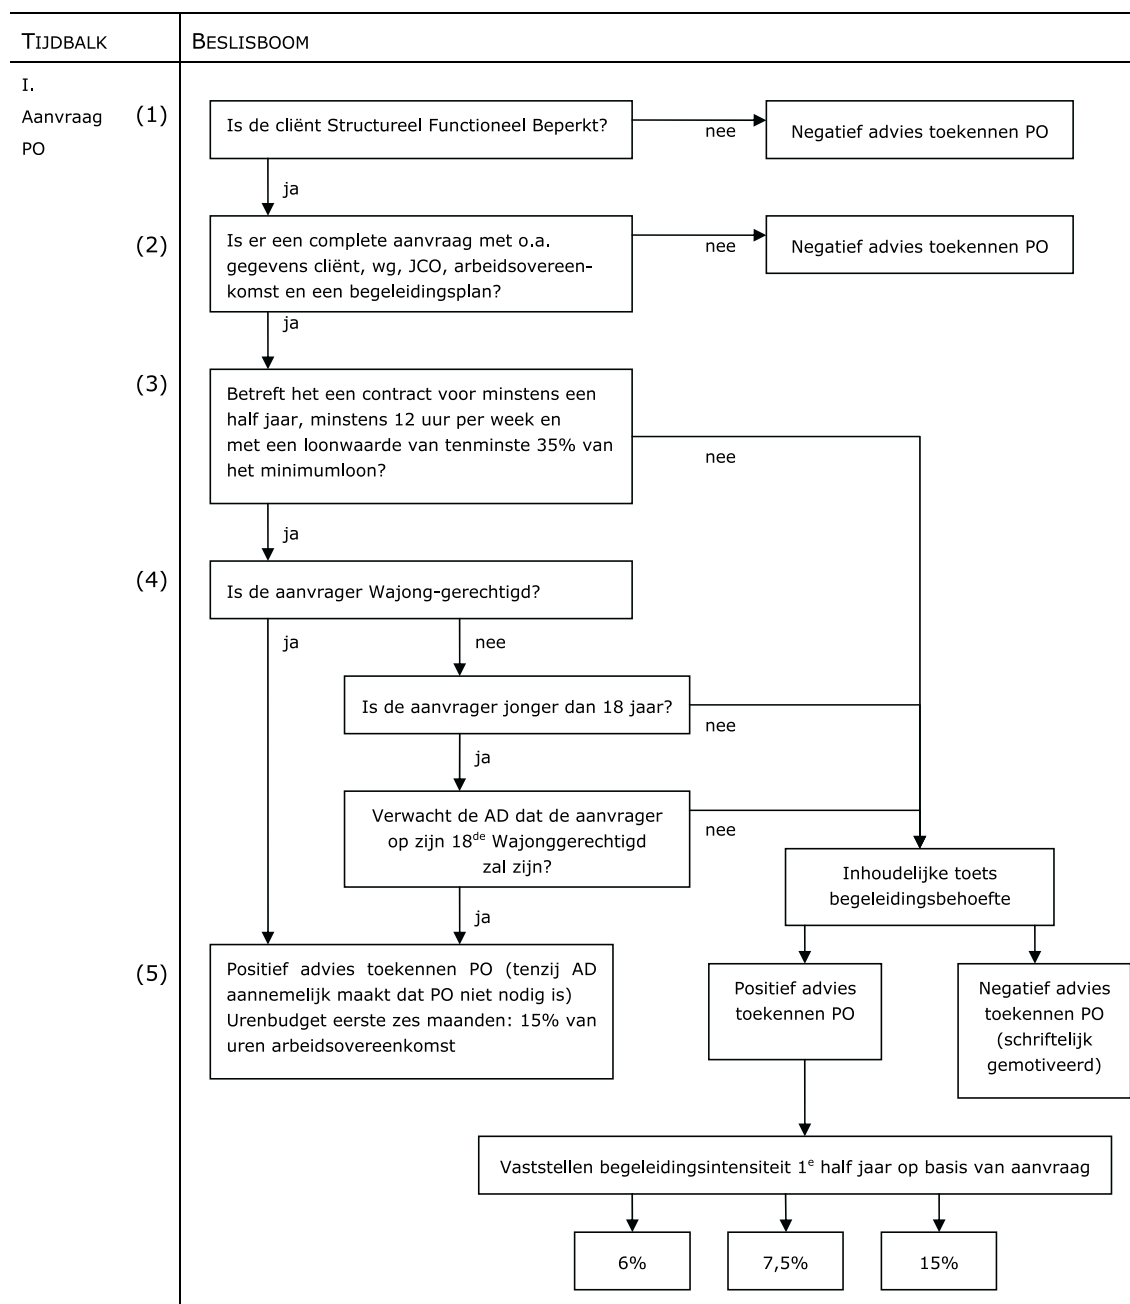 TIJDBALK
BESLISBOOM
I.
Aanvraag
PO
(1)
Is de cliënt Structureel Functioneel Beperkt?
nee
Negatief advies toekennen PO
ja
(2)
Is er een complete aanvraag met o.a.
gegevens cliënt, wg, JCO, arbeidsovereen-
komst en een begeleidingsplan?
nee
Negatief advies toekennen PO
ja
(3)
Betreft het een contract voor minstens een
half jaar, minstens 12 uur per week en
met een loonwaarde van tenminste 35% van
het minimumloon?
nee
ja
(4)
Is de aanvrager Wajong-gerechtigd?
ja
nee
Is de aanvrager jonger dan 18 jaar?
nee
ja
Verwacht de AD dat de aanvrager
op zijn 18de Wajonggerechtigd
zal zijn?
nee
ja
Inhoudelijke toets
begeleidingsbehoefte
(5)
Positief advies toekennen PO (tenzij AD
aannemelijk maakt dat PO niet nodig is)
Urenbudget eerste zes maanden: 15% van
uren arbeidsovereenkomst
Positief advies
toekennen PO
Negatief advies
toekennen PO
(schriftelijk
gemotiveerd)
Vaststellen begeleidingsintensiteit 1e half jaar op basis van aanvraag
6%
7,5%
15%